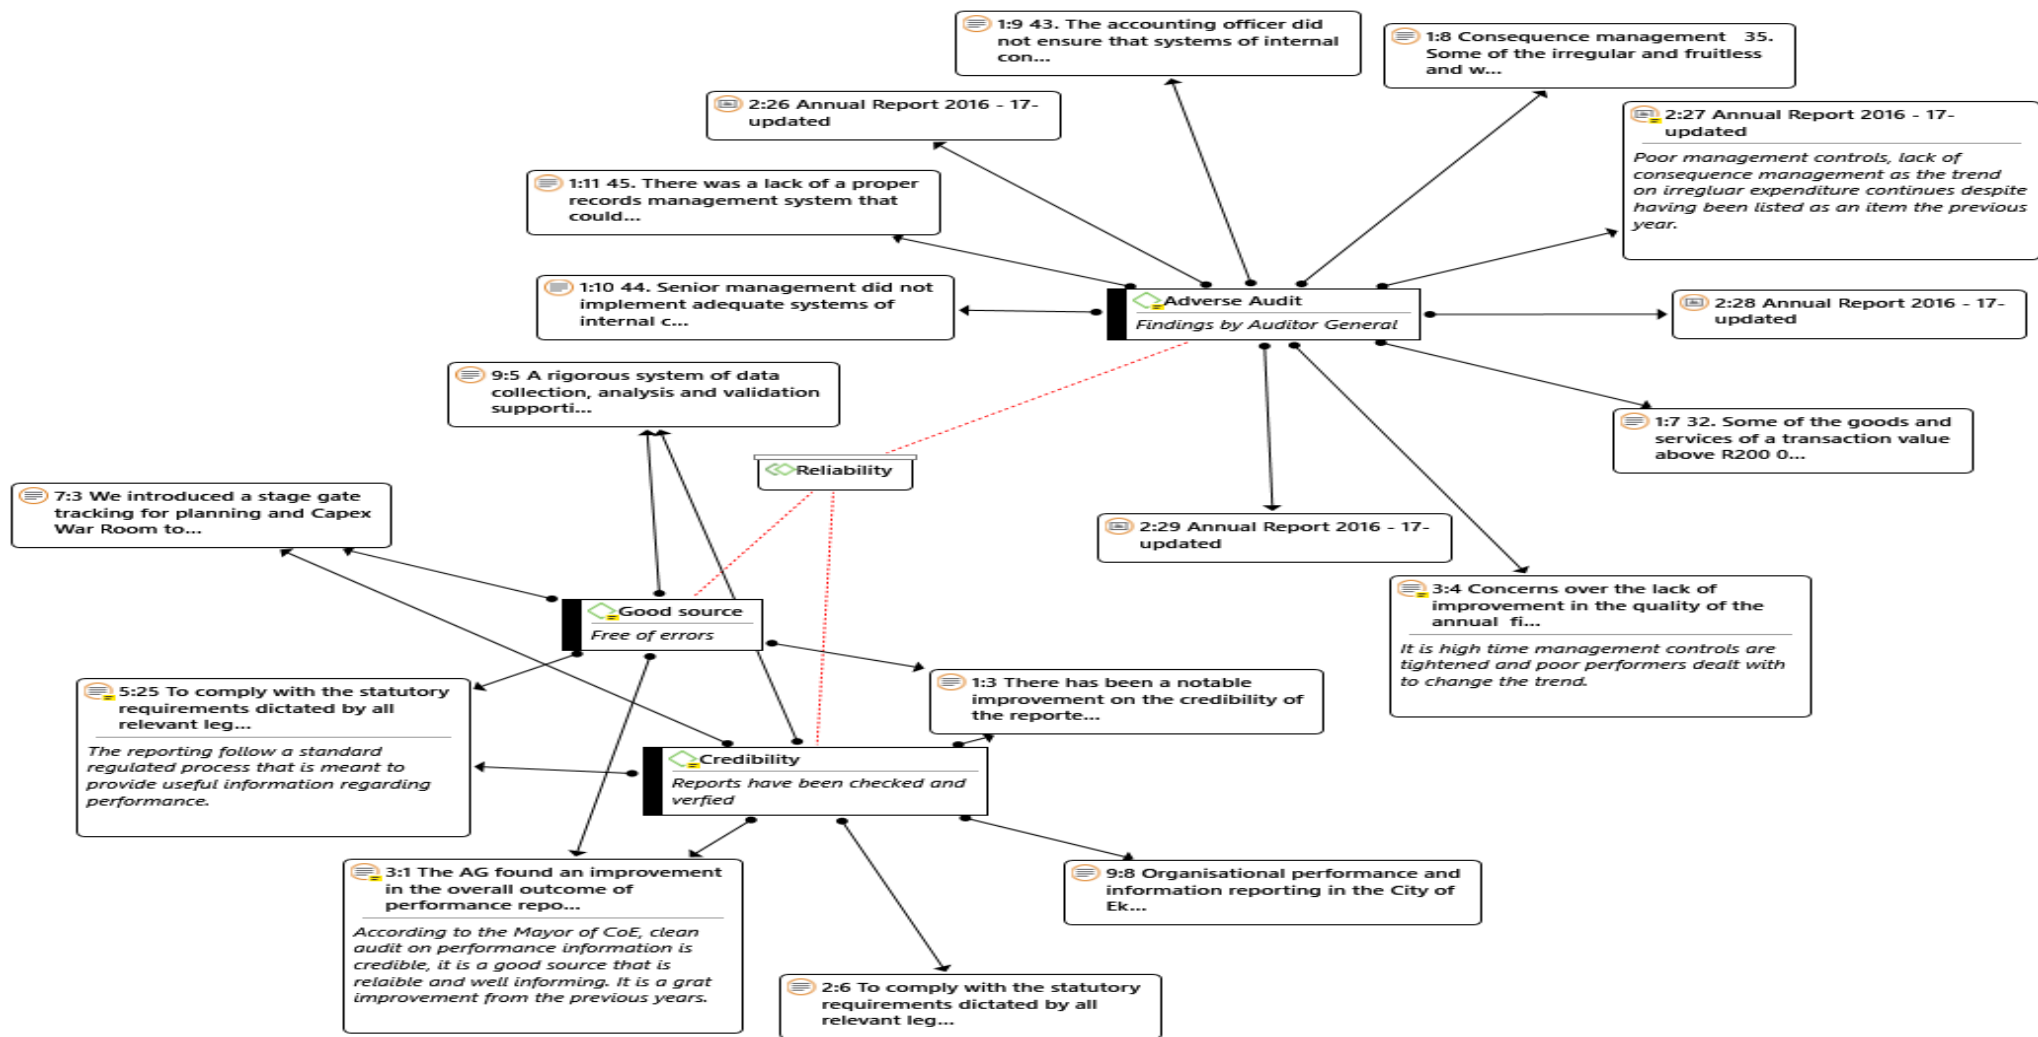 1:9 43. The accounting officer did
not ensure that systems of internal
con...
1:8 Consequence management 35.
Some of the irregular and fruitless
and w...
2:26 Annual Report 2016 - 17-
updated
2:27 Annual Report 2016 - 17-
updated
Poor management controls, lack of
consequence management as the trend
on irregluar expenditure continues despite
having been listed as an item the previous
year.
1:11 45. There was a lack of a proper
records management system that
could...
1:10 44. Senior management did not
implement adequate systems of
internal c...
Adverse Audit
Findings by Auditor General
2:28 Annual Report 2016 - 17-
updated
9:5 A rigorous system of data
collection, analysis and validation
supporti...
1:7 32. Some of the goods and
services of a transaction value
above R200 0...
Reliability
7:3 We introduced a stage gate
tracking for planning and Capex
War Room to...
2:29 Annual Report 2016 - 17-
updated
3:4 Concerns over the lack of
improvement in the quality of the
annual fi...
It is high time management controls are
tightened and poor performers dealt with
to change the trend.
Good source
Free of errors
5:25 To comply with the statutory
requirements dictated by all
relevant leg...
The reporting follow a standard
regulated process that is meant to
provide useful information regarding
performance.
1:3 There has been a notable
improvement on the credibility of
the reporte...
Credibility
Reports have been checked and
verfied
3:1 The AG found an improvement
in the overall outcome of
performance repo...
According to the Mayor of CoE, clean
audit on performance information is
credible, it is a good source that is
relaible and well informing. It is a grat
improvement from the previous years.
9:8 Organisational performance and
information reporting in the City of
Ek...
2:6 To comply with the statutory
requirements dictated by all
relevant leg...